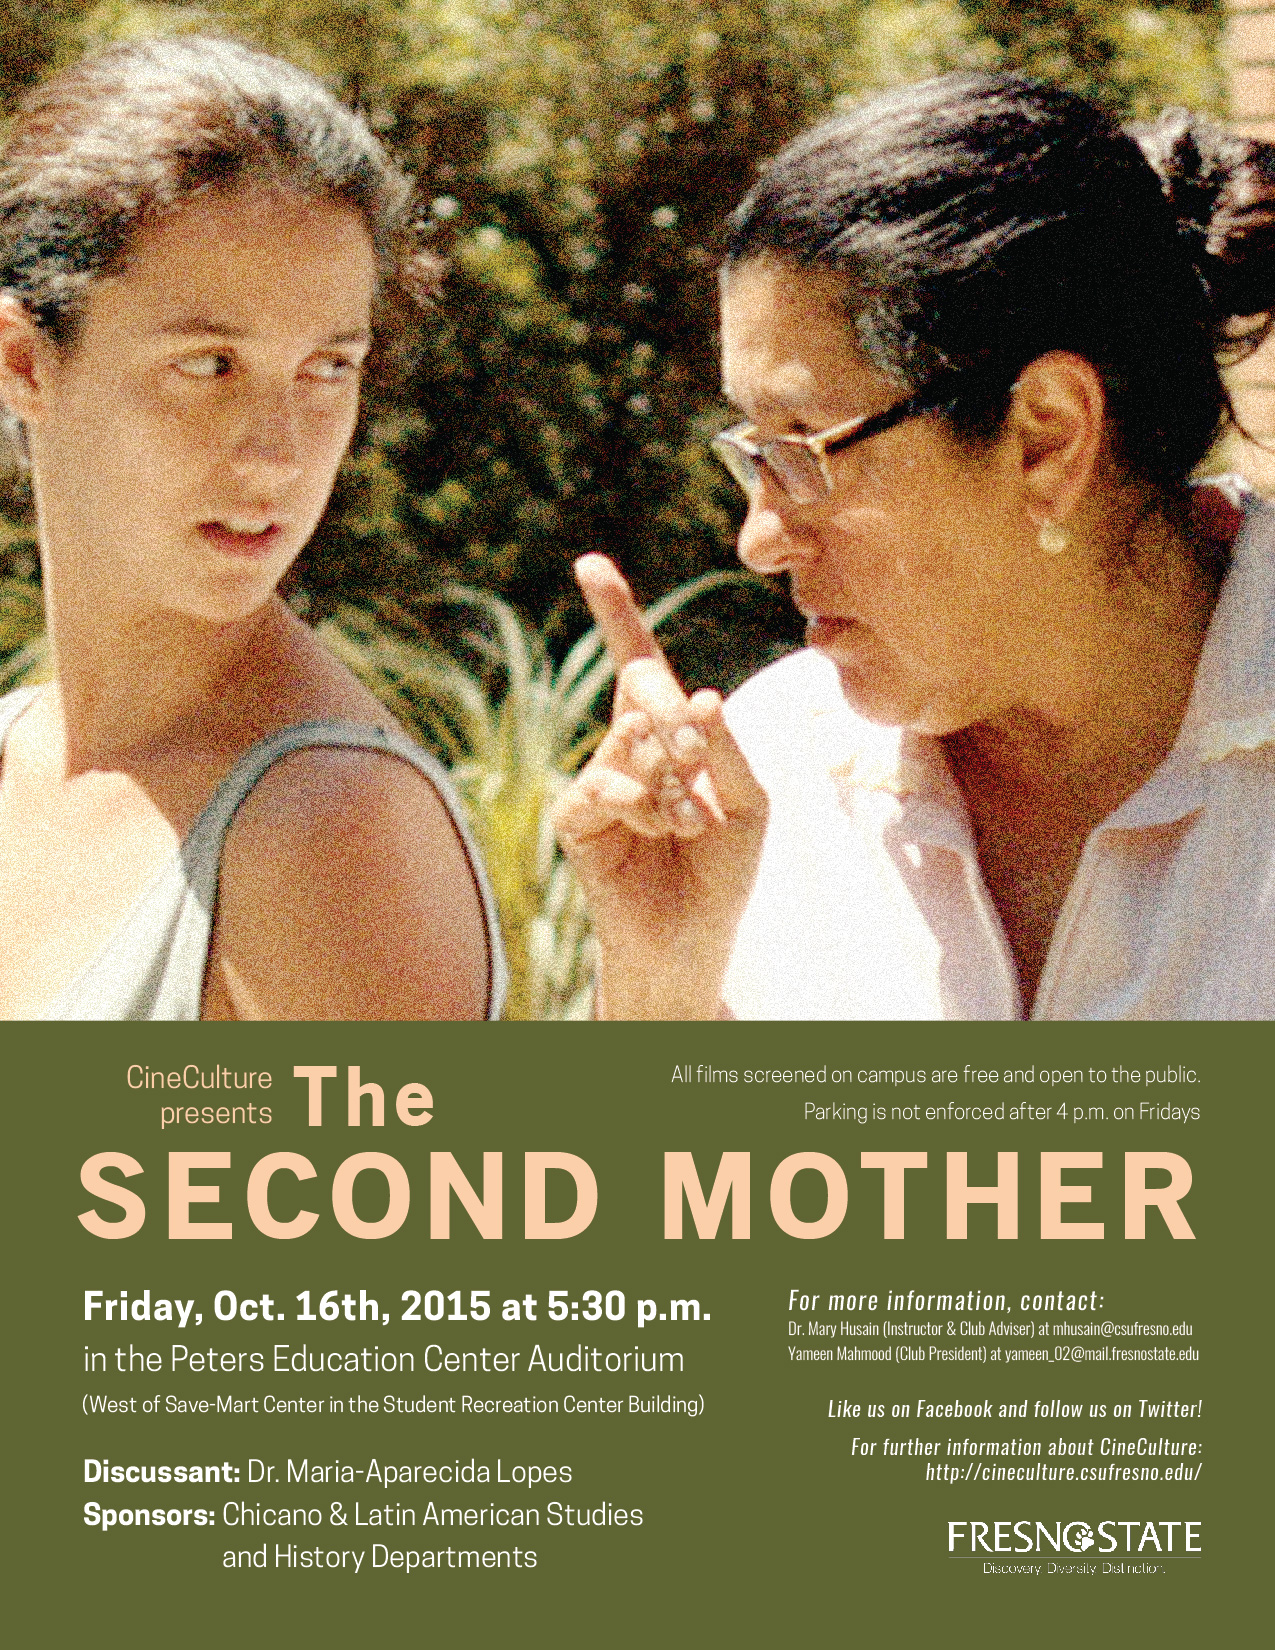 CineCulture
presents
The
All films screened on campus are free and open to the public.
Parking is not enforced after 4 p.m. on Fridays
SECOND MOTHER
Friday, Oct. 16th, 2015 at 5:30 p.m.
in the Peters Education Center Auditorium
(West of Save-Mart Center in the Student Recreation Center Building)
Discussant: Dr. Maria-Aparecida Lopes
Sponsors: Chicano & Latin American Studies
and History Departments
For more information, contact:
Dr. Mary Husain (Instructor & Club Adviser) at mhusain@csufresno.edu
Yameen Mahmood (Club President) at yameen_02@mail.fresnostate.edu
Like us on Facebook and follow us on Twitter!
For further information about CineCulture:
http://cineculture.csufresno.edu/
FRESNO STATE
Discovery. Diversity. Distinction.